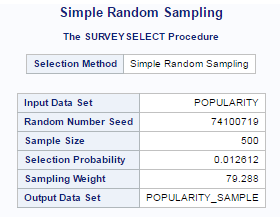 Simple Random Sampling
The SURVEYSELECT Procedure
Selection Method Simple Random Sampling
Input Data Set POPULARITY
Random Number Seed 74100719
Sample Size 500
Selection Probability 0.012612
Sampling Weight 79.288
Output Data Set POPULARITY_SAMPLE